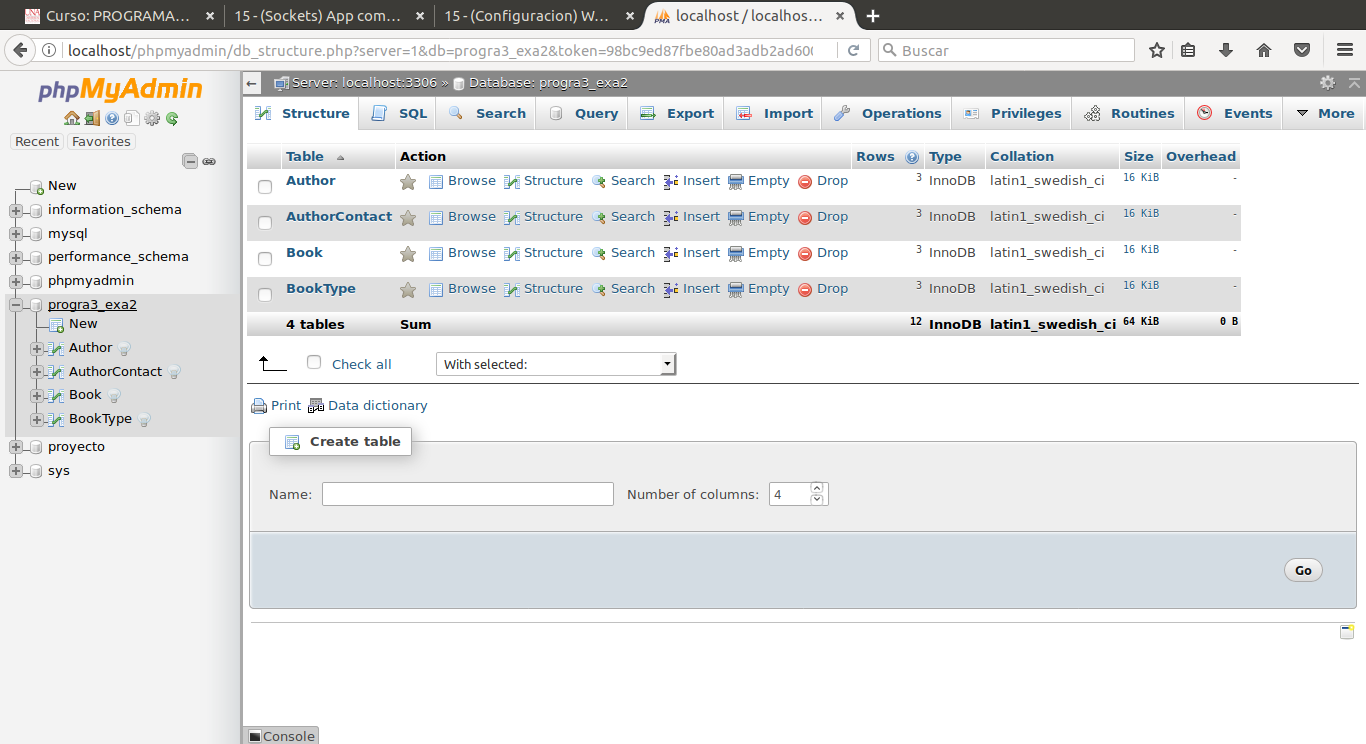 Curso: PROGRAMA...
15 - (Sockets) App com...
15 - (Configuracion) W...
localhost / localhos...
localhost/phpmyadmin/db_structure.php?server=1&db=progra3_exa2&token=98bc9ed87fbe80ad3adb2ad600
Buscar
phpMyAdmin
Recent Favorites
New
information_schema
mysql
performance_schema
phpmyadmin
progra3_exa2
New
Author
AuthorContact
Book
BookType
proyecto
sys
Server: localhost:3306 » Database: progra3_exa2
Structure SQL Search Query Export Import Operations Privileges Routines Events More
Table Action Rows Type Collation Size Overhead
Author Browse Structure Search Insert Empty Drop 3 InnoDB latin1_swedish_ci 16 KiB -
AuthorContact Browse Structure Search Insert Empty Drop 3 InnoDB latin1_swedish_ci 16 KiB -
Book Browse Structure Search Insert Empty Drop 3 InnoDB latin1_swedish_ci 16 KiB -
BookType Browse Structure Search Insert Empty Drop 3 InnoDB latin1_swedish_ci 16 KiB -
4 tables Sum 12 InnoDB latin1_swedish_ci 64 KiB 0 B
Check all With selected:
Print Data dictionary
Create table
Name: Number of columns: 4
Go
Console